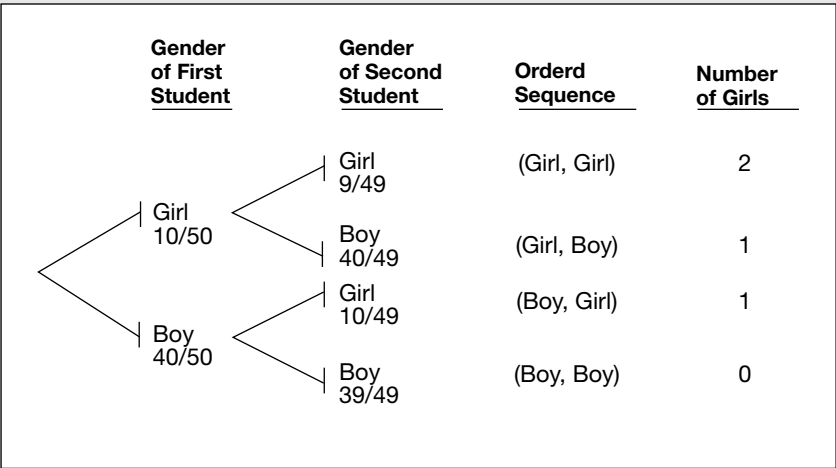 Gender
of First
Student
Gender
of Second
Student
Orderd
Sequence
Number
of Girls
Girl
10/50
Boy
40/50
Girl
9/49
Boy
40/49
Girl
10/49
Boy
39/49
(Girl, Girl)
(Girl, Boy)
(Boy, Girl)
(Boy, Boy)
2
1
1
0